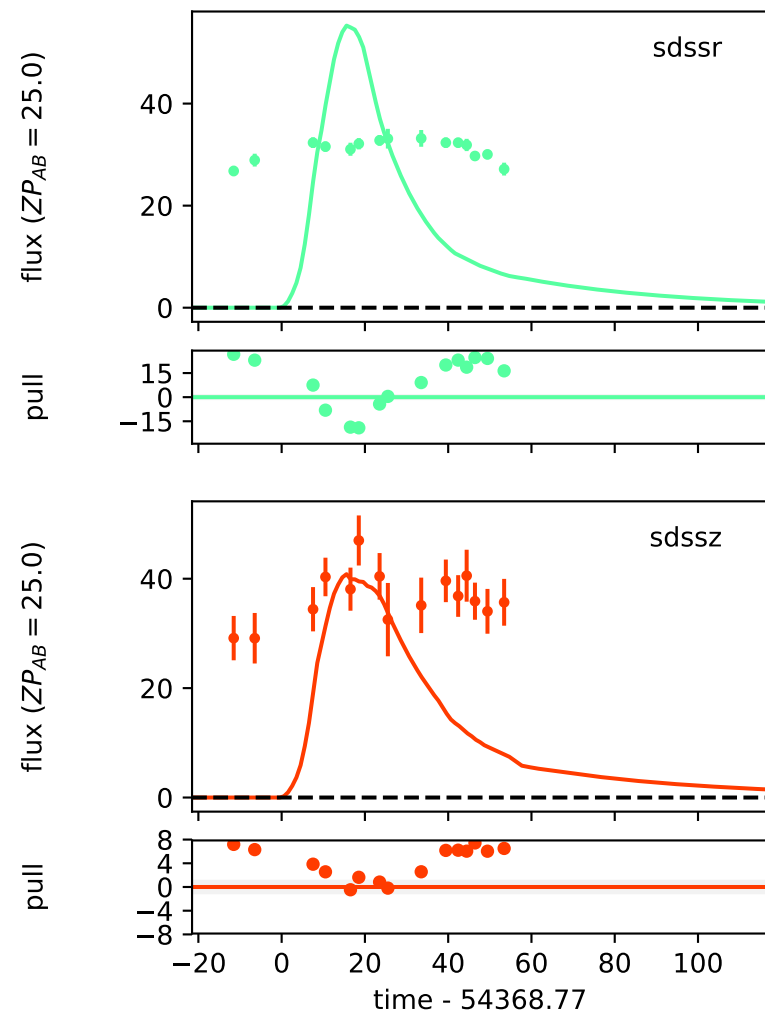 sdssr
flux (ZP_AB = 25.0)
40
20
0
pull
15
0
−15
sdssz
flux (ZP_AB = 25.0)
40
20
0
pull
8
4
0
−4
−8
−20 0 20 40 60 80 100
time - 54368.77